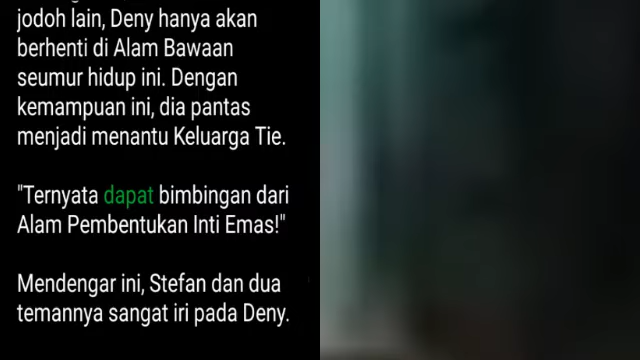 jodoh lain, Deny hanya akan
berhenti di Alam Bawaan
seumur hidup ini. Dengan
kemampuan ini, dia pantas
menjadi menantu Keluarga Tie.
"Ternyata dapat bimbingan dari
Alam Pembentukan Inti Emas!"
Mendengar ini, Stefan dan dua
temannya sangat iri pada Deny.